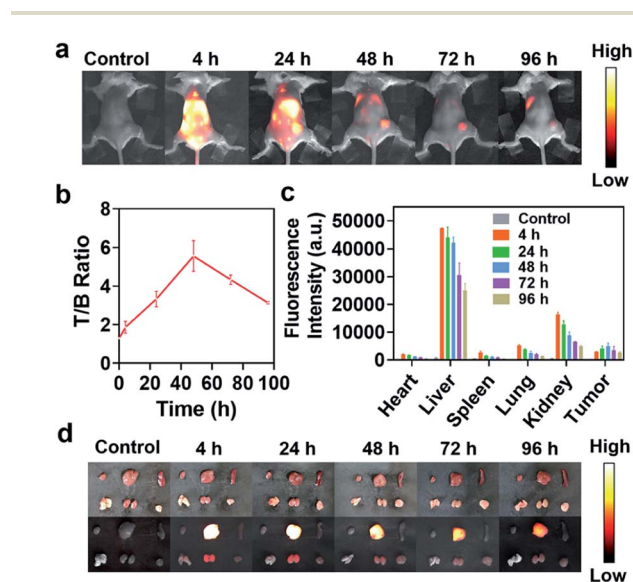 a
Control 4 h 24 h 48 h 72 h 96 h
High
Low
b
T/B Ratio
8
6
4
2
0
0 20 40 60 80 100
Time (h)
c
Fluorescence
Intensity (a.u.)
50000
40000
30000
20000
10000
0
Control
4 h
24 h
48 h
72 h
96 h
Heart
Liver
Spleen
Lung
Kidney
Tumor
d
Control 4 h 24 h 48 h 72 h 96 h
High
Low